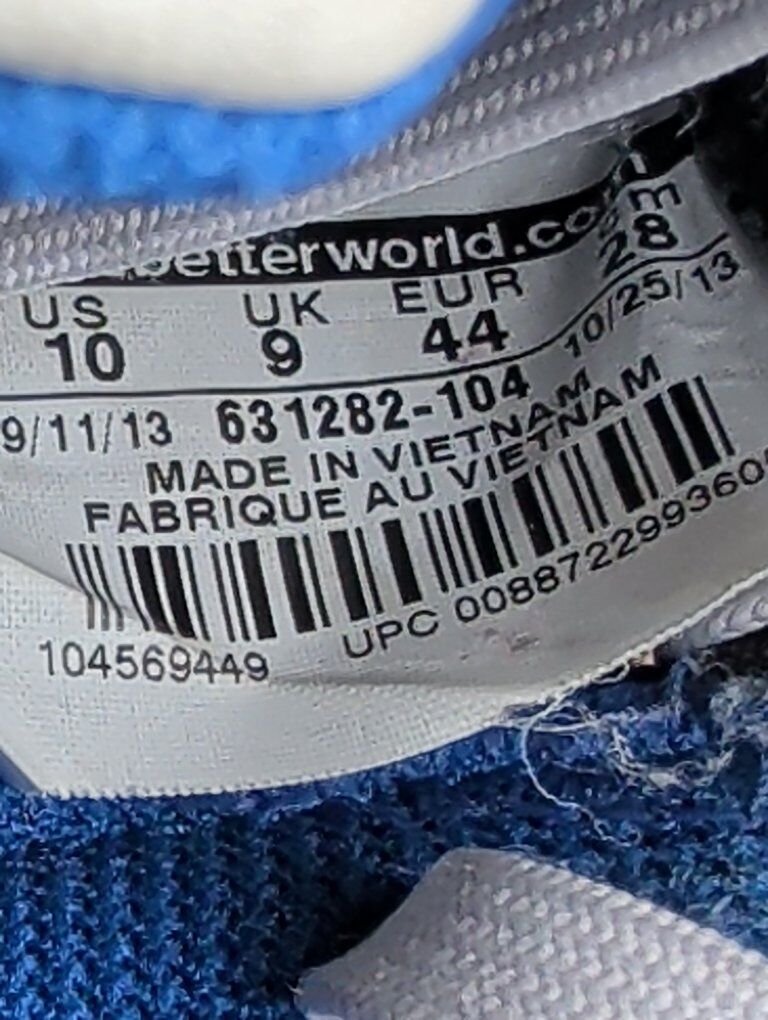 betterworld.com
US UK EUR cm
10 9 44 28
9/11/13 631282-104 10/25/13
MADE IN VIETNAM
FABRIQUE AU VIETNAM
104569449 UPC 00887229936